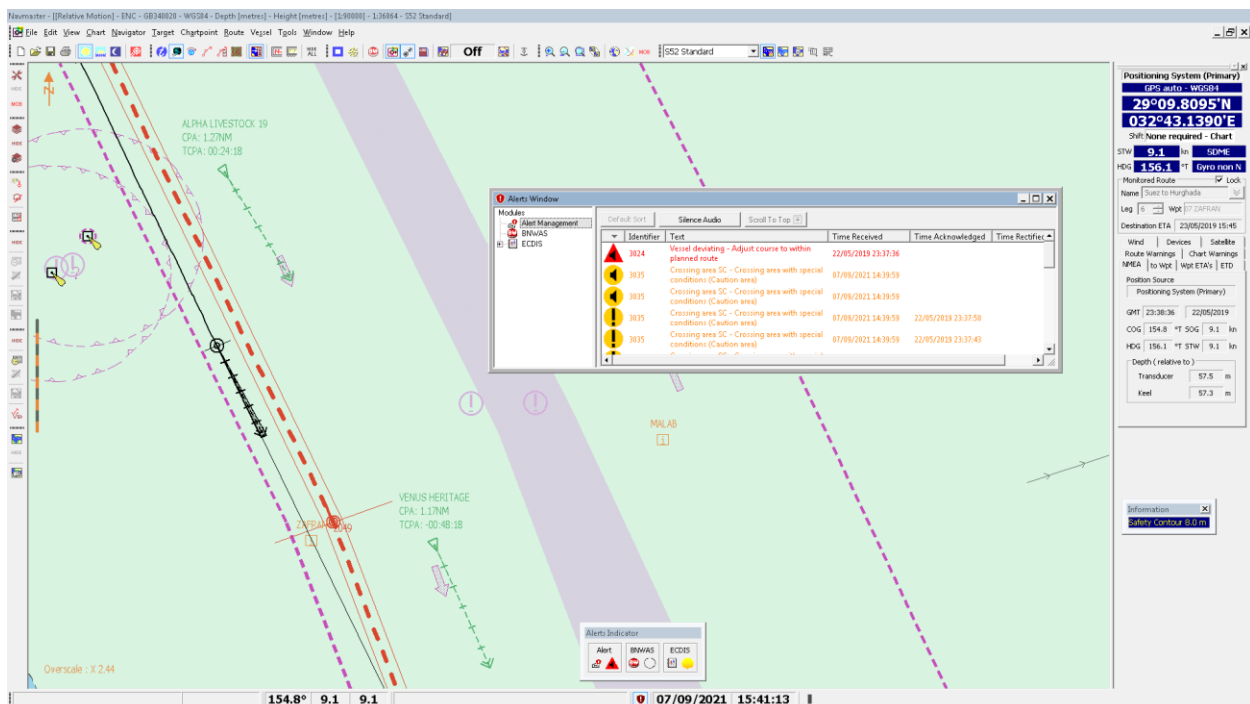 Navmaster - [[Relative Motion] - ENC - GB348020 - WGS84 - Depth [metres] - Height [metres] - [1:90000] - 1:36864 - S52 Standard]
File Edit View Chart Navigator Target Chartpoint Route Vessel Tools Window Help
HIDE ALL
Off
MOB
S52 Standard
N
HIDE
MOB
HIDE
HIDE
HIDE
HIDE
ALPHA LIVESTOCK 19
CPA: 1.27NM
TCPA: 00:24:18
Alerts Window
Modules
Alert Management
BNWAS
ECDIS
Default Sort Silence Audio Scroll To Top
Identifier Text Time Received Time Acknowledged Time Rectified
3024 Vessel deviating - Adjust course to within planned route 22/05/2019 23:37:36
3035 Crossing area SC - Crossing area with special conditions (Caution area) 07/09/2021 14:39:59
3035 Crossing area SC - Crossing area with special conditions (Caution area) 07/09/2021 14:39:59
3035 Crossing area SC - Crossing area with special conditions (Caution area) 07/09/2021 14:39:59 22/05/2019 23:37:58
3035 Crossing area SC - Crossing area with special conditions (Caution area) 07/09/2021 14:39:59 22/05/2019 23:37:43
MALAB
VENUS HERITAGE
CPA: 1.17NM
TCPA: -00:48:18
Overscale : X 2.44
Alerts Indicator
Alert BNWAS ECDIS
Positioning System (Primary)
GPS auto - WGS84
29°09.8095'N
032°43.1390'E
Shift None required - Chart
STW 9.1 kn SDME
HDG 156.1 °T Gyro non N
Monitored Route Lock
Name Suez to Hurghada
Leg 6 Wpt 07 ZAFRAN
Destination ETA 23/05/2019 15:45
Wind Devices Satellite
Route Warnings Chart Warnings
NMEA to Wpt Wpt ETA's ETD
Position Source
Positioning System (Primary)
GMT 23:38:36 22/05/2019
COG 154.8 °T SOG 9.1 kn
HDG 156.1 °T STW 9.1 kn
Depth ( relative to )
Transducer 57.5 m
Keel 57.3 m
Information
Safety Contour 8.0 m
154.8° 9.1 9.1
07/09/2021 15:41:13